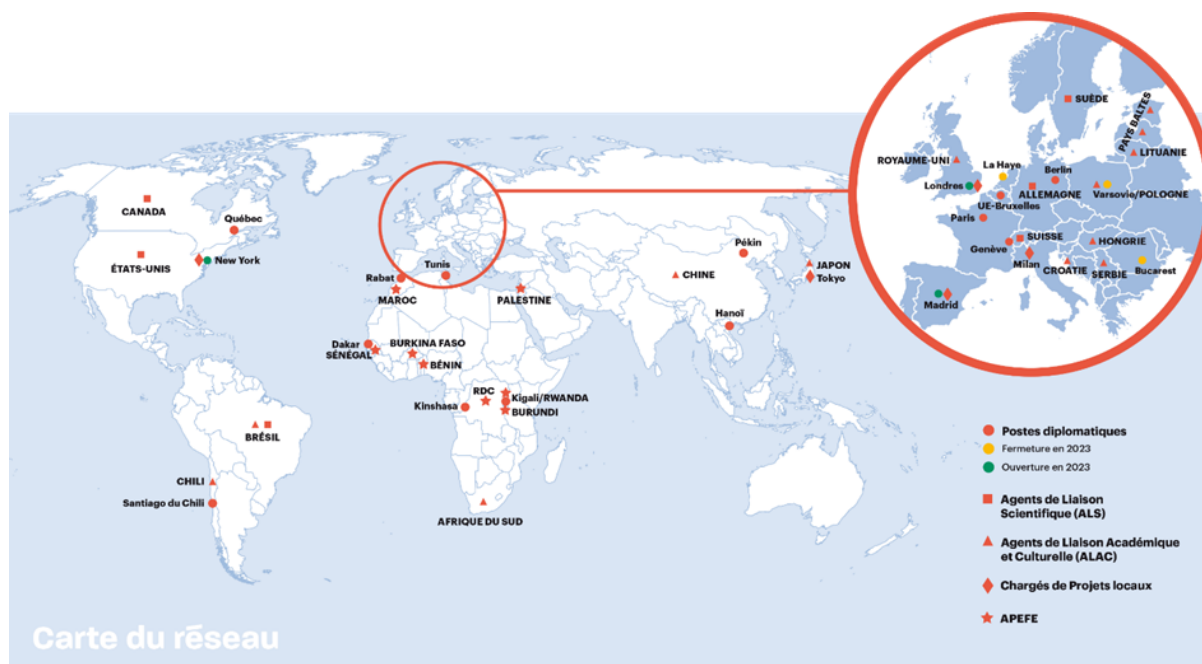 SUÈDE
PAYS BALTES
LITUANIE
ROYAUME-UNI
La Haye
Berlin
Londres
ALLEMAGNE
Varsovie/POLOGNE
UE-Bruxelles
Paris
SUISSE
HONGRIE
Genève
Milan
CROATIE
SERBIE
Bucarest
Madrid
CANADA
Québec
ÉTATS-UNIS
New York
Pékin
Tunis
JAPON
CHINE
Rabat
Tokyo
MAROC
PALESTINE
Hanoï
Dakar
BURKINA FASO
SÉNÉGAL
BÉNIN
RDC
Kigali/RWANDA
Kinshasa
BURUNDI
BRÉSIL
CHILI
Santiago du Chili
AFRIQUE DU SUD
Postes diplomatiques
Fermeture en 2023
Ouverture en 2023
Agents de Liaison
Scientifique (ALS)
Agents de Liaison Académique
et Culturelle (ALAC)
Chargés de Projets locaux
APEFE
Carte du réseau